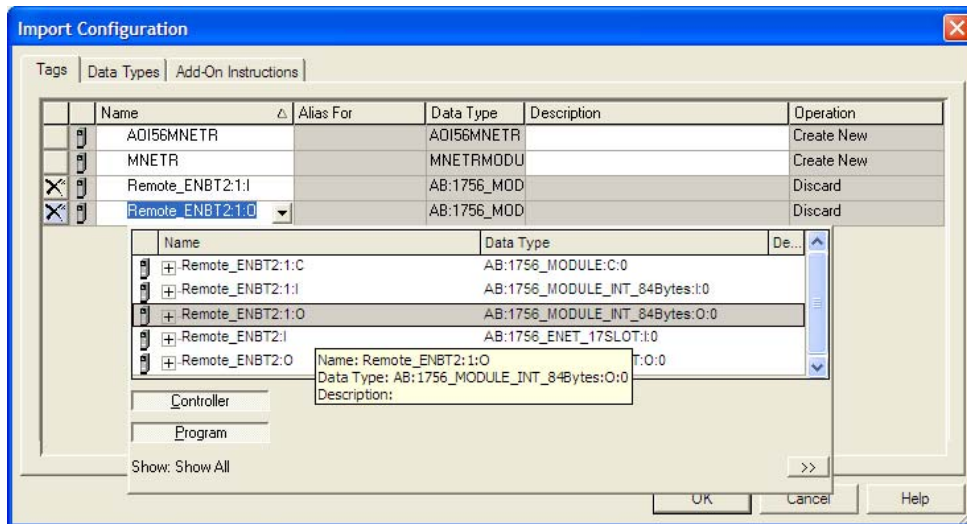 Import Configuration
Tags Data Types Add-On Instructions
Name Alias For Data Type Description Operation
AOI56MNETR AOI56MNETR Create New
MNETR MNETRMODU Create New
Remote_ENBT2:1:I AB:1756_MOD Discard
Remote_ENBT2:1:O AB:1756_MOD Discard
Name Data Type De...
Remote_ENBT2:1:C AB:1756_MODULE:C:0
Remote_ENBT2:1:I AB:1756_MODULE_INT_84Bytes:I:0
Remote_ENBT2:1:O AB:1756_MODULE_INT_84Bytes:O:0
Remote_ENBT2:I AB:1756_ENET_17SLOT:I:0
Remote_ENBT2:O T:O:0
Name: Remote_ENBT2:1:O
Data Type: AB:1756_MODULE_INT_84Bytes:O:0
Description:
Controller
Program
Show: Show All >>
OK Cancel Help